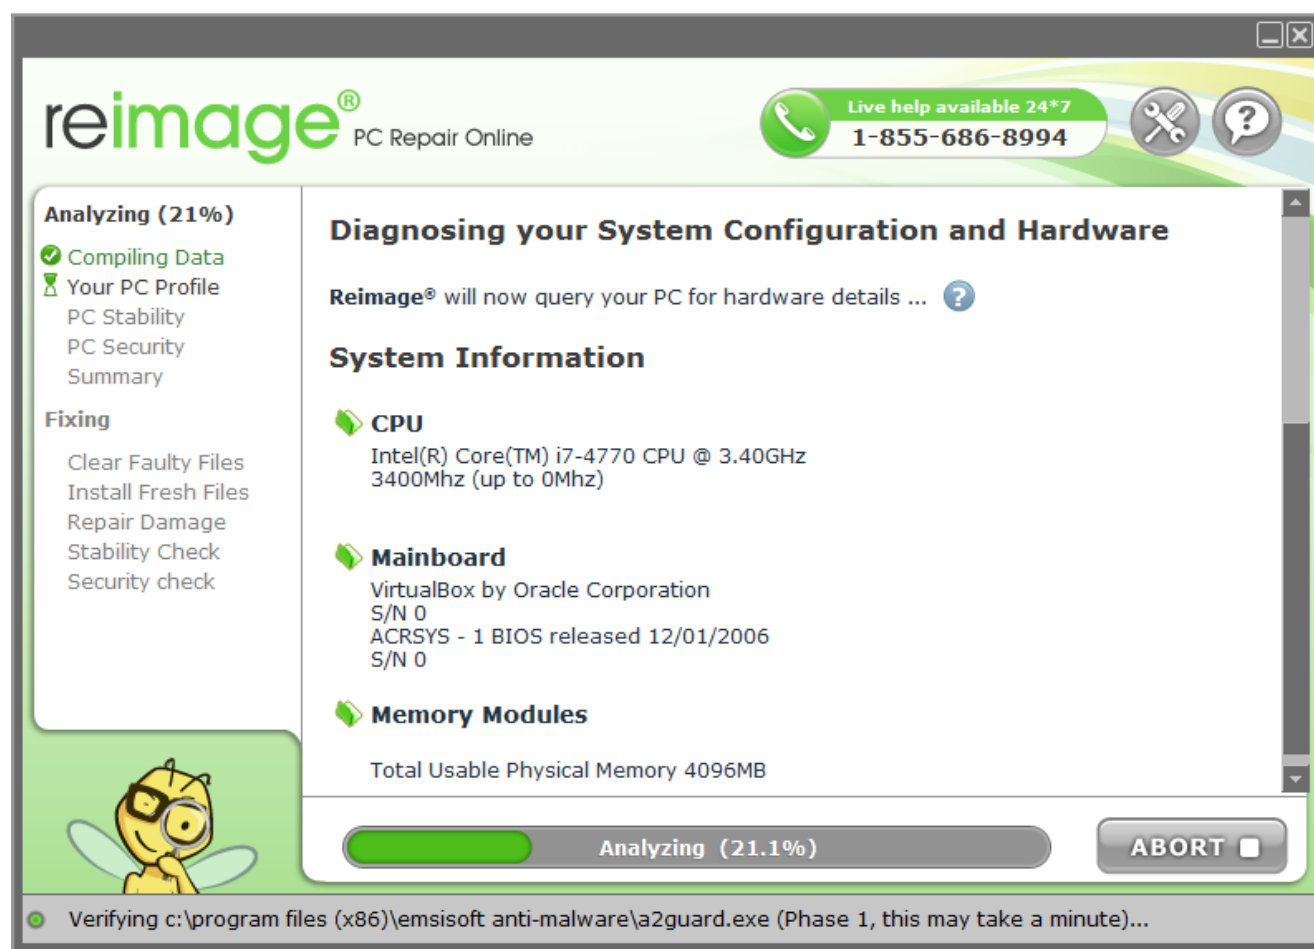 reimage® PC Repair Online
Live help available 24*7
1-855-686-8994
Analyzing (21%)
Compiling Data
Your PC Profile
PC Stability
PC Security
Summary
Fixing
Clear Faulty Files
Install Fresh Files
Repair Damage
Stability Check
Security check
Diagnosing your System Configuration and Hardware
Reimage® will now query your PC for hardware details ...
System Information
CPU
Intel(R) Core(TM) i7-4770 CPU @ 3.40GHz
3400Mhz (up to 0Mhz)
Mainboard
VirtualBox by Oracle Corporation
S/N 0
ACRSYS - 1 BIOS released 12/01/2006
S/N 0
Memory Modules
Total Usable Physical Memory 4096MB
Analyzing (21.1%)
ABORT
Verifying c:\program files (x86)\emsisoft anti-malware\a2guard.exe (Phase 1, this may take a minute)...